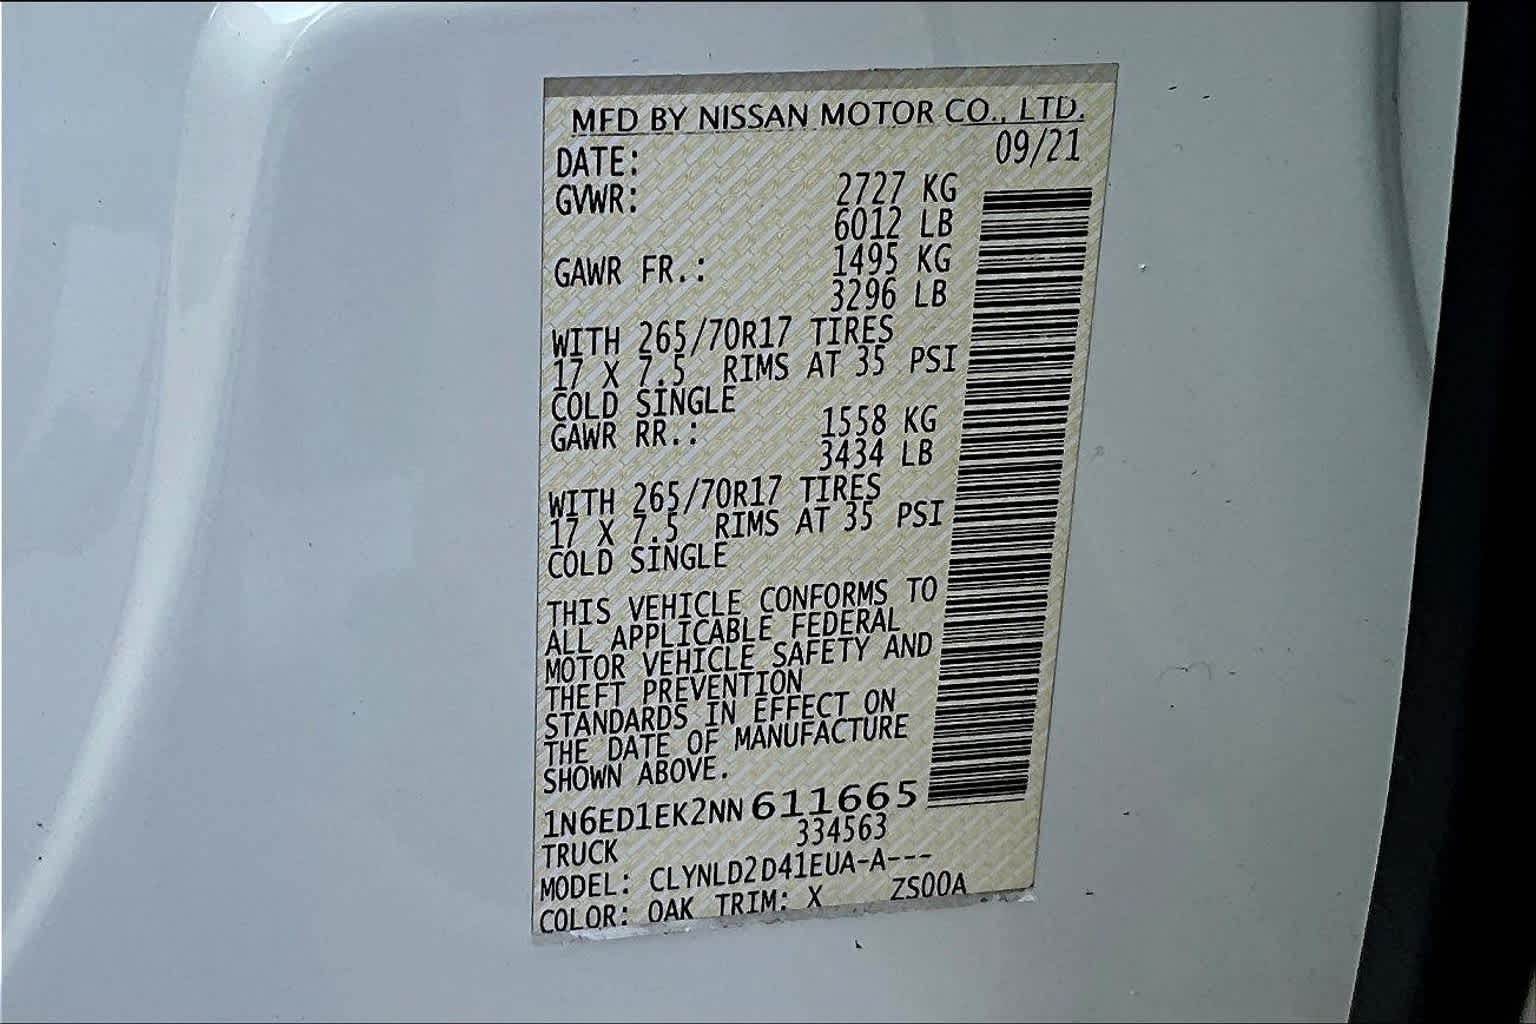 MFD BY NISSAN MOTOR CO., LTD.
DATE: 09/21
GVWR: 2727 KG
6012 LB
GAWR FR.: 1495 KG
3296 LB
WITH 265/70R17 TIRES
17 X 7.5 RIMS AT 35 PSI
COLD SINGLE
GAWR RR.: 1558 KG
3434 LB
WITH 265/70R17 TIRES
17 X 7.5 RIMS AT 35 PSI
COLD SINGLE
THIS VEHICLE CONFORMS TO
ALL APPLICABLE FEDERAL
MOTOR VEHICLE SAFETY AND
THEFT PREVENTION
STANDARDS IN EFFECT ON
THE DATE OF MANUFACTURE
SHOWN ABOVE.
1N6ED1EK2NN611665
334563
TRUCK
MODEL: CLYNLD2D41EUA-A---
COLOR: OAK TRIM: X ZS00A